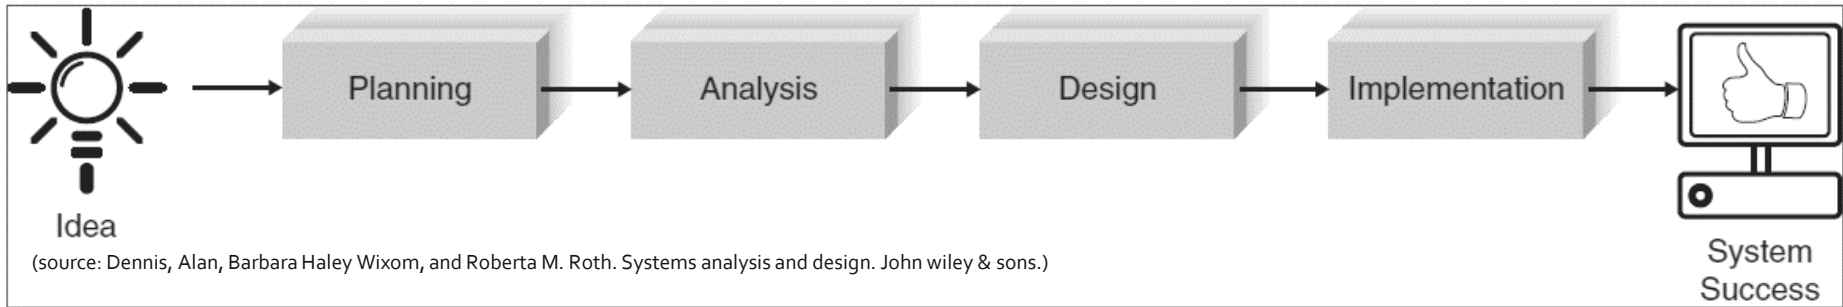 Planning
Analysis
Design
Implementation
Idea
(source: Dennis, Alan, Barbara Haley Wixom, and Roberta M. Roth. Systems analysis and design. John wiley & sons.)
System
Success